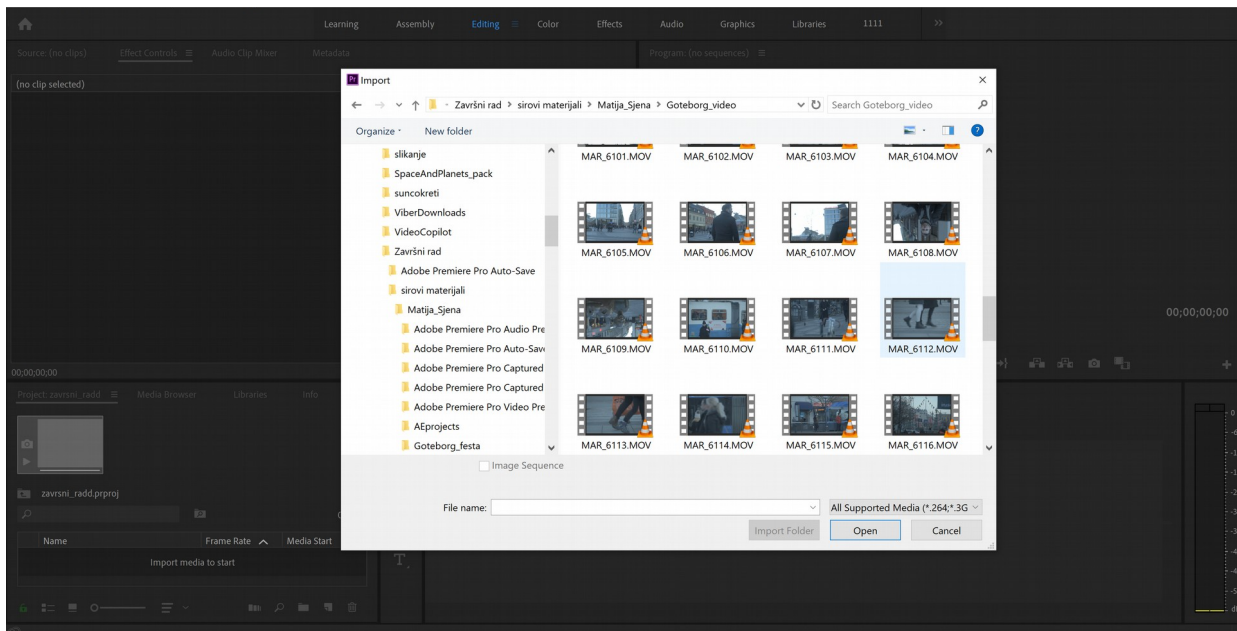 Learning Assembly Editing Color Effects Audio Graphics Libraries 1111 >>
Source: (no clips) Effect Controls Audio Clip Mixer Metadata Program: (no sequences)
(no clip selected)
Pr Import
Završni rad > sirovi materijali > Matija_Sjena > Goteborg_video Search Goteborg_video
Organize New folder ?
slikanje
SpaceAndPlanets_pack
suncokreti
ViberDownloads
VideoCopilot
Završni rad
Adobe Premiere Pro Auto-Save
sirovi materijali
Matija_Sjena
Adobe Premiere Pro Audio Pre
Adobe Premiere Pro Auto-Save
Adobe Premiere Pro Captured
Adobe Premiere Pro Captured
Adobe Premiere Pro Video Pre
AEprojects
Goteborg_festa
MAR_6101.MOV MAR_6102.MOV MAR_6103.MOV MAR_6104.MOV
MAR_6105.MOV MAR_6106.MOV MAR_6107.MOV MAR_6108.MOV
MAR_6109.MOV MAR_6110.MOV MAR_6111.MOV MAR_6112.MOV
MAR_6113.MOV MAR_6114.MOV MAR_6115.MOV MAR_6116.MOV
Image Sequence
File name: All Supported Media (*.264;*.3G
Import Folder Open Cancel
00;00;00;00
00;00;00;00
Project: zavrsni_radd Media Browser Libraries Info
zavrsni_radd.prproj
Name Frame Rate Media Start
Import media to start